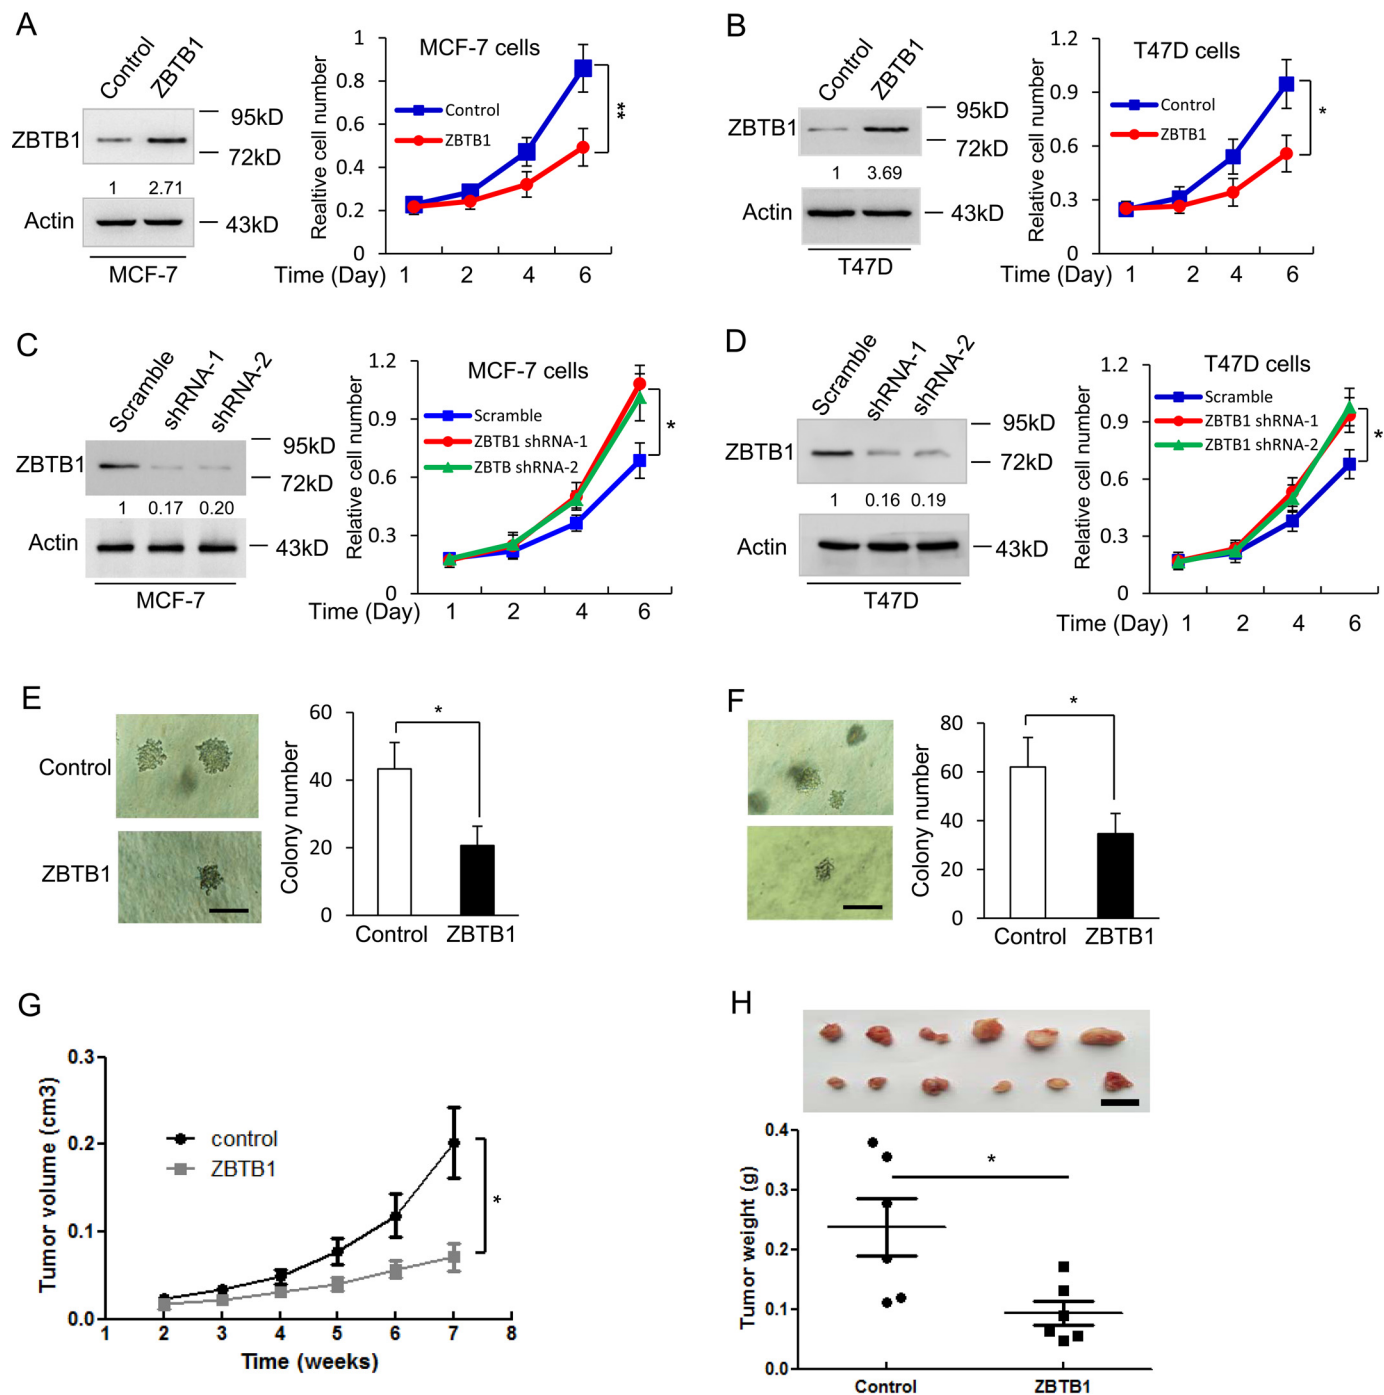 A
Control
ZBTB1
ZBTB1
95kD
72kD
1 2.71
Actin
43kD
MCF-7
MCF-7 cells
Realtive cell number
1
0.8
0.6
0.4
0.2
0
Control
ZBTB1
**
Time (Day) 1 2 4 6
B
Control
ZBTB1
ZBTB1
95kD
72kD
1 3.69
Actin
43kD
T47D
T47D cells
Relative cell number
1.2
0.9
0.6
0.3
0
Control
ZBTB1
*
Time (Day) 1 2 4 6
C
Scramble
shRNA-1
shRNA-2
ZBTB1
95kD
72kD
1 0.17 0.20
Actin
43kD
MCF-7
MCF-7 cells
Relative cell number
1.2
0.9
0.6
0.3
0
Scramble
ZBTB1 shRNA-1
ZBTB shRNA-2
*
Time (Day) 1 2 4 6
D
Scramble
shRNA-1
shRNA-2
ZBTB1
95kD
72kD
1 0.16 0.19
Actin
43kD
T47D
T47D cells
Relative cell number
1.2
0.9
0.6
0.3
0
Scramble
ZBTB1 shRNA-1
ZBTB1 shRNA-2
*
Time (Day) 1 2 4 6
E
Control
ZBTB1
Colony number
60
40
20
0
*
Control ZBTB1
F
Colony number
80
60
40
20
0
*
Control ZBTB1
G
Tumor volume (cm3)
0.3
0.2
0.1
0.0
control
ZBTB1
*
1 2 3 4 5 6 7 8
Time (weeks)
H
Tumor weight (g)
0.4
0.3
0.2
0.1
0.0
*
Control ZBTB1